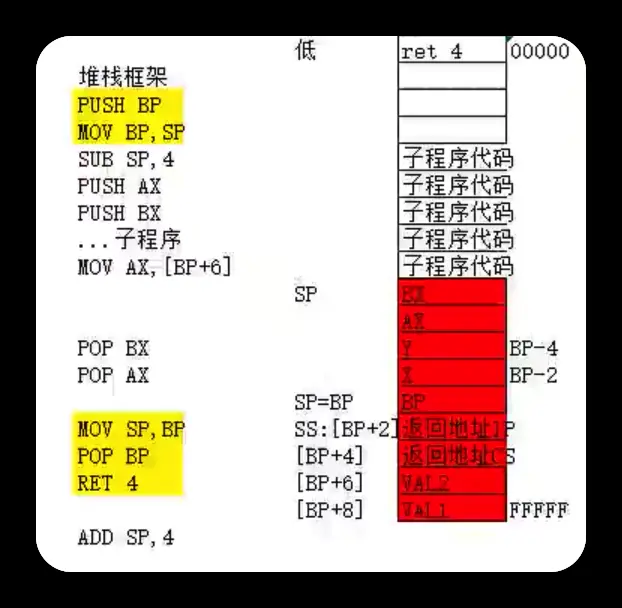 低 ret 4 00000
堆栈框架
PUSH BP
MOV BP,SP
SUB SP,4 子程序代码
PUSH AX 子程序代码
PUSH BX 子程序代码
...子程序 子程序代码
MOV AX,[BP+6] 子程序代码
SP BX
AX
POP BX Y BP-4
POP AX X BP-2
SP=BP BP
MOV SP,BP SS:[BP+2] 返回地址IP
POP BP [BP+4] 返回地址CS
RET 4 [BP+6] VAL2
[BP+8] VAL1 FFFFF
ADD SP,4